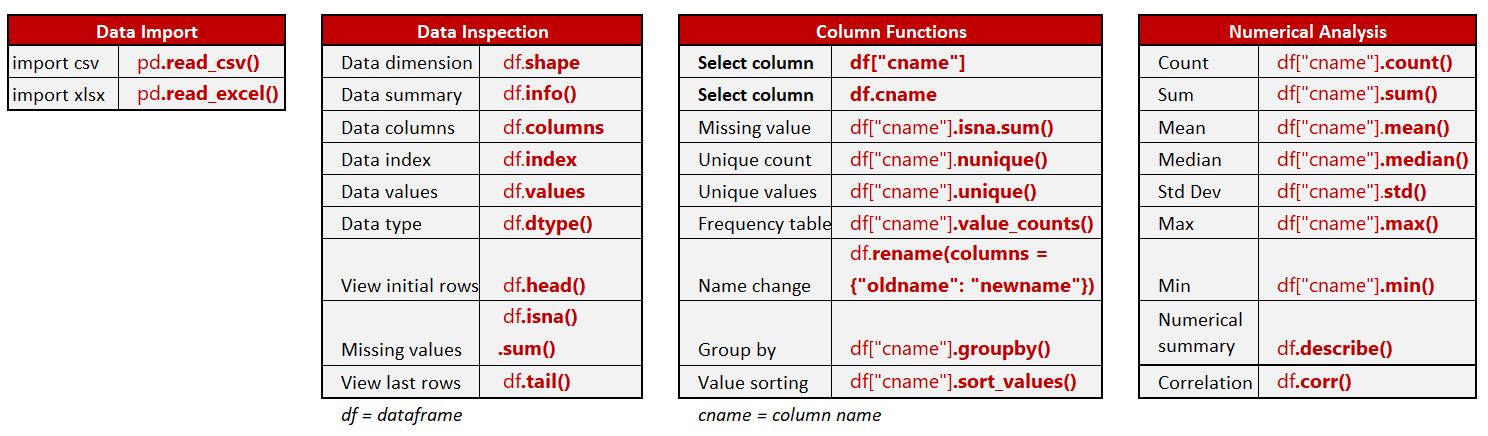 Data Import
import csv pd.read_csv()
import xlsx pd.read_excel()
Data Inspection
Data dimension df.shape
Data summary df.info()
Data columns df.columns
Data index df.index
Data values df.values
Data type df.dtype()
View initial rows df.head()
df.isna()
Missing values .sum()
View last rows df.tail()
df = dataframe
Column Functions
Select column df["cname"]
Select column df.cname
Missing value df["cname"].isna.sum()
Unique count df["cname"].nunique()
Unique values df["cname"].unique()
Frequency table df["cname"].value_counts()
df.rename(columns =
Name change {"oldname": "newname"})
Group by df["cname"].groupby()
Value sorting df["cname"].sort_values()
cname = column name
Numerical Analysis
Count df["cname"].count()
Sum df["cname"].sum()
Mean df["cname"].mean()
Median df["cname"].median()
Std Dev df["cname"].std()
Max df["cname"].max()
Min df["cname"].min()
Numerical
summary df.describe()
Correlation df.corr()